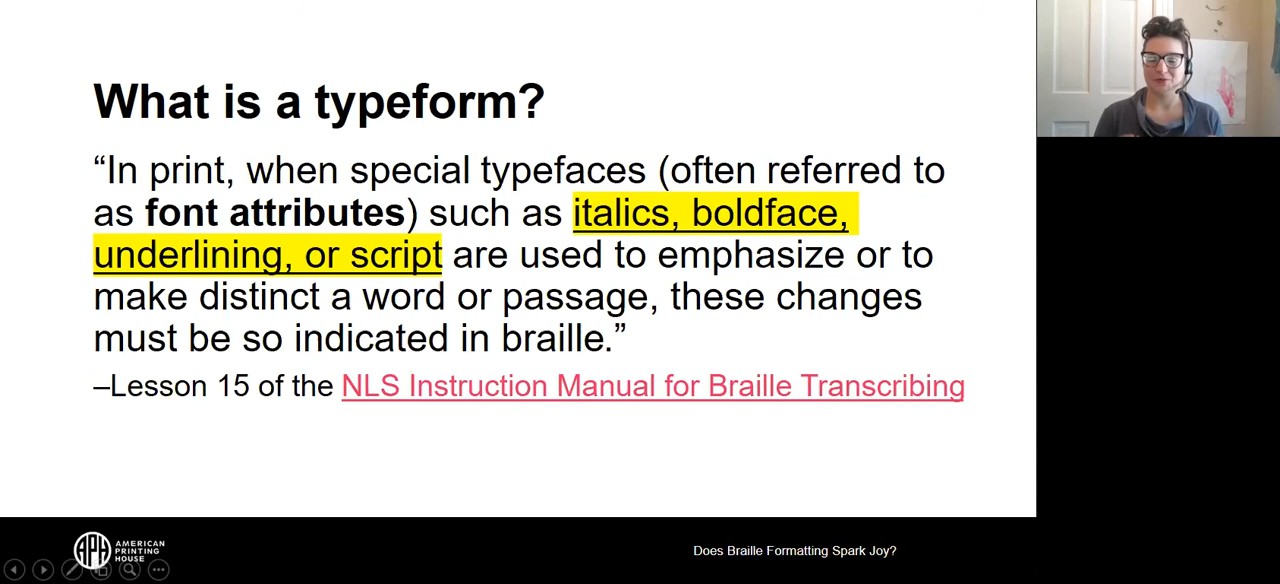 What is a typeform?
“In print, when special typefaces (often referred to
as font attributes) such as italics, boldface,
underlining, or script are used to emphasize or to
make distinct a word or passage, these changes
must be so indicated in braille.”
–Lesson 15 of the NLS Instruction Manual for Braille Transcribing
APH
AMERICAN
PRINTING
HOUSE
Does Braille Formatting Spark Joy?